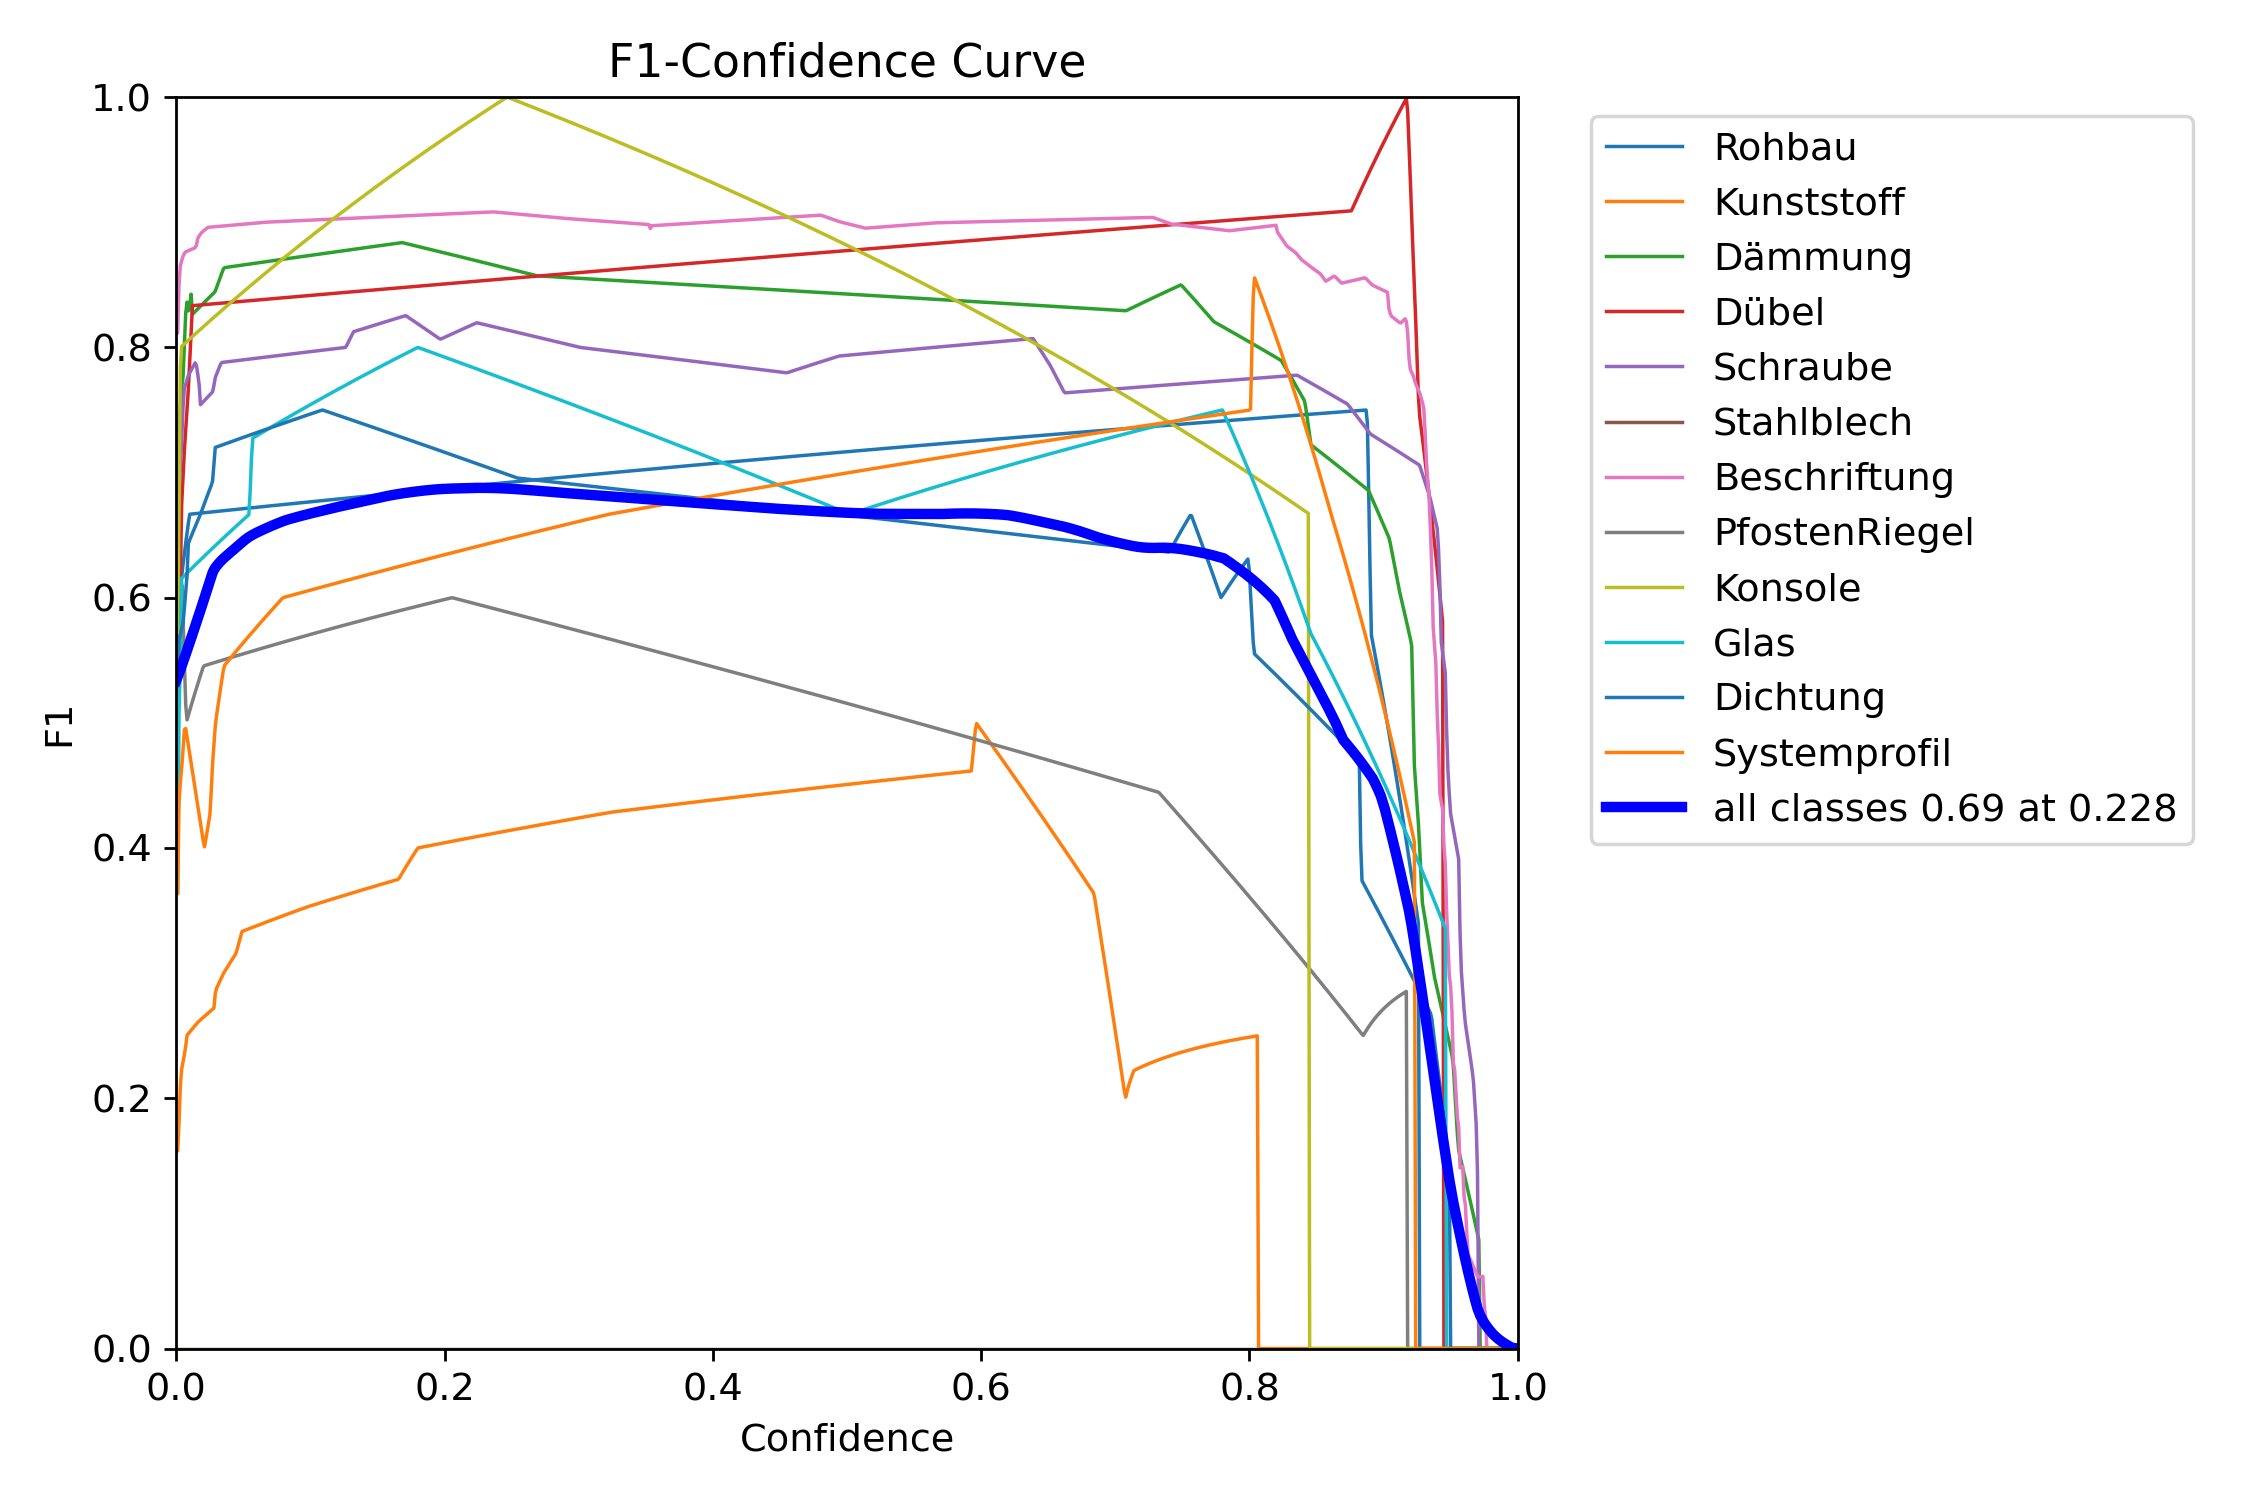 F1-Confidence Curve
1.0
0.8
0.6
0.4
0.2
0.0
F1
0.0 0.2 0.4 0.6 0.8 1.0
Confidence
Rohbau
Kunststoff
Dämmung
Dübel
Schraube
Stahlblech
Beschriftung
PfostenRiegel
Konsole
Glas
Dichtung
Systemprofil
all classes 0.69 at 0.228